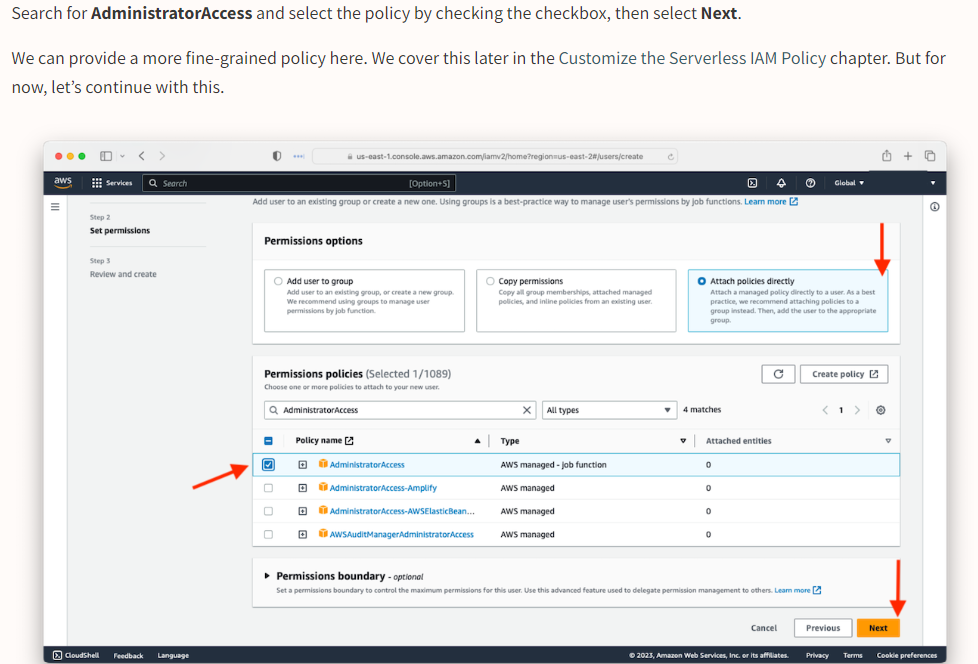 Search for AdministratorAccess and select the policy by checking the checkbox, then select Next.
We can provide a more fine-grained policy here. We cover this later in the Customize the Serverless IAM Policy chapter. But for
now, let's continue with this.
us-east-1.console.aws.amazon.com/iamv2/home?region=us-east-2#/users/create
aws
Services
Search
[Option+S]
Global
Add user to an existing group or create a new one. Using groups is a best-practice way to manage user's permissions by job functions. Learn more
Step 2
Set permissions
Step 3
Review and create
Permissions options
Add user to group
Add user to an existing group, or create a new group.
We recommend using groups to manage user
permissions by job function.
Copy permissions
Copy all group memberships, attached managed
policies, and inline policies from an existing user.
Attach policies directly
Attach a managed policy directly to a user. As a best
practice, we recommend attaching policies to a
group instead. Then, add the user to the appropriate
group.
Permissions policies (Selected 1/1089)
Choose one or more policies to attach to your new user.
Create policy
AdministratorAccess
All types
4 matches
1
Policy name
Type
Attached entities
AdministratorAccess
AWS managed - job function
0
AdministratorAccess-Amplify
AWS managed
0
AdministratorAccess-AWSElasticBean...
AWS managed
0
AWSAuditManagerAdministratorAccess
AWS managed
0
Permissions boundary - optional
Set a permissions boundary to control the maximum permissions for this user. Use this advanced feature used to delegate permission management to others. Learn more
Cancel
Previous
Next
CloudShell
Feedback
Language
© 2023, Amazon Web Services, Inc. or its affiliates.
Privacy
Terms
Cookie preferences